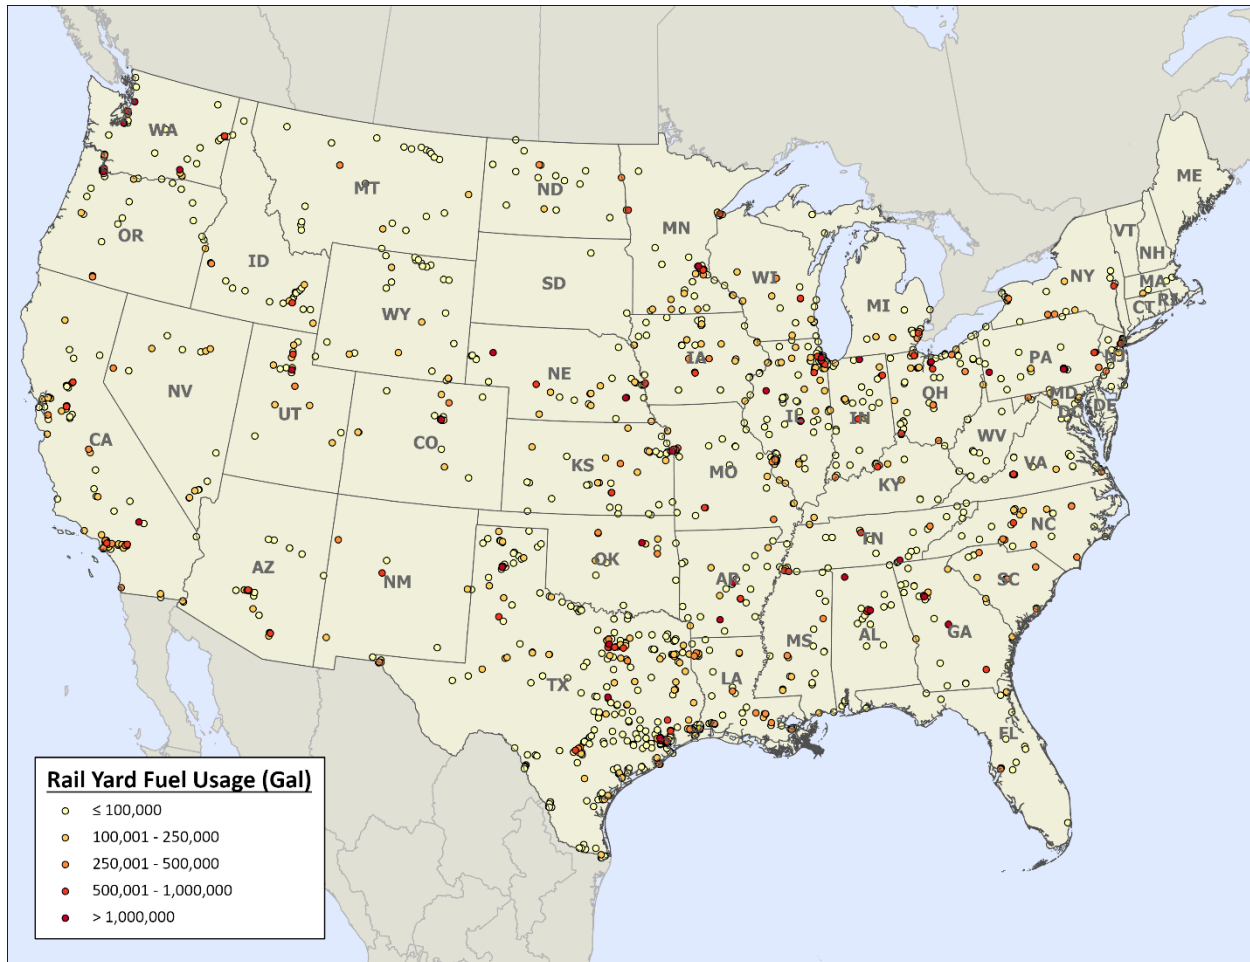 ME
WA
VT
MT
ND
MN
NH
OR
NY
MA
ID
WI
CT
RI
SD
MI
WY
PA
NJ
IA
NE
OH
MD
DE
DC
NV
IL
IN
UT
WV
CA
CO
VA
KS
MO
KY
NC
TN
OK
AZ
NM
AR
SC
MS
AL
GA
TX
LA
FL
Rail Yard Fuel Usage (Gal)
≤ 100,000
100,001 - 250,000
250,001 - 500,000
500,001 - 1,000,000
> 1,000,000